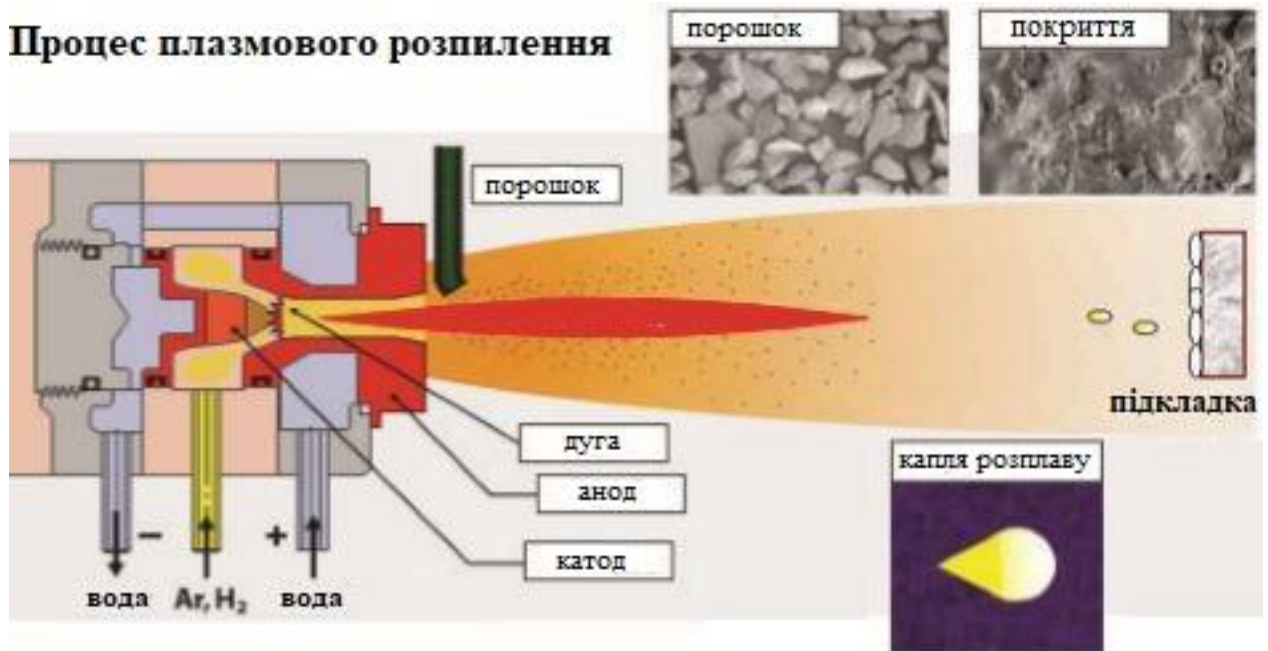 Процес плазмового розпилення
порошок
покриття
порошок
підкладка
дуга
капля розплаву
анод
катод
− +
вода Ar, H₂ вода